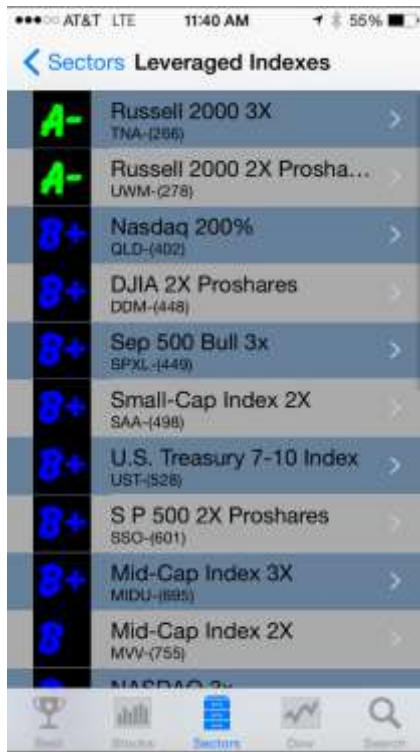 AT&T LTE 11:40 AM 55%
Sectors Leveraged Indexes
A- Russell 2000 3X
TNA-(266)
A- Russell 2000 2X Prosha...
UWM-(278)
B+ Nasdaq 200%
QLD-(402)
B+ DJIA 2X Proshares
DDM-(448)
B+ Sep 500 Bull 3x
SPXL-(449)
B+ Small-Cap Index 2X
SAA-(498)
B+ U.S. Treasury 7-10 Index
UST-(528)
B+ S P 500 2X Proshares
SSO-(601)
B+ Mid-Cap Index 3X
MIDU-(695)
B Mid-Cap Index 2X
MVV-(755)
NASDAQ
Stocks Sectors Search